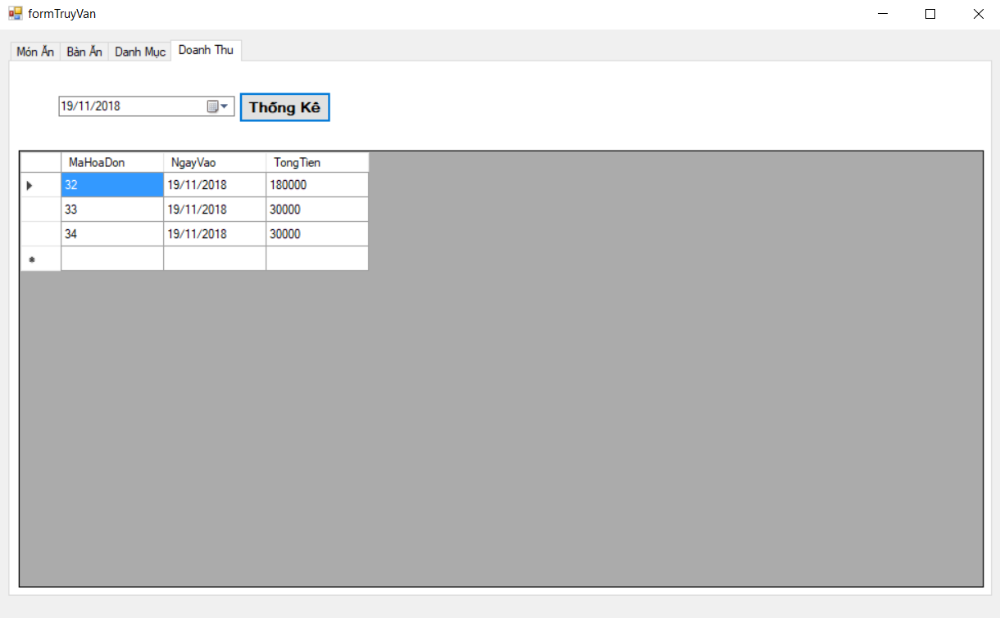 formTruyVan
Món Ăn Bàn Ăn Danh Mục Doanh Thu
19/11/2018 Thống Kê
MaHoaDon NgayVao TongTien
32 19/11/2018 180000
33 19/11/2018 30000
34 19/11/2018 30000